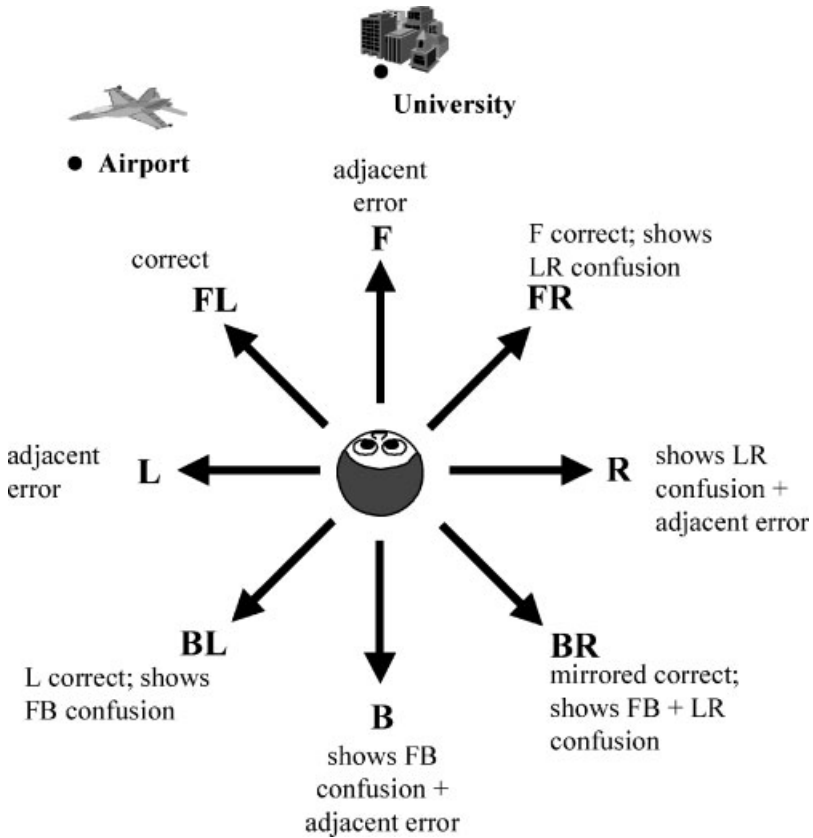 University
Airport
adjacent
error
F
correct
FL
F correct; shows
LR confusion
FR
adjacent
error
L
R
shows LR
confusion +
adjacent error
BL
L correct; shows
FB confusion
B
shows FB
confusion +
adjacent error
BR
mirrored correct;
shows FB + LR
confusion